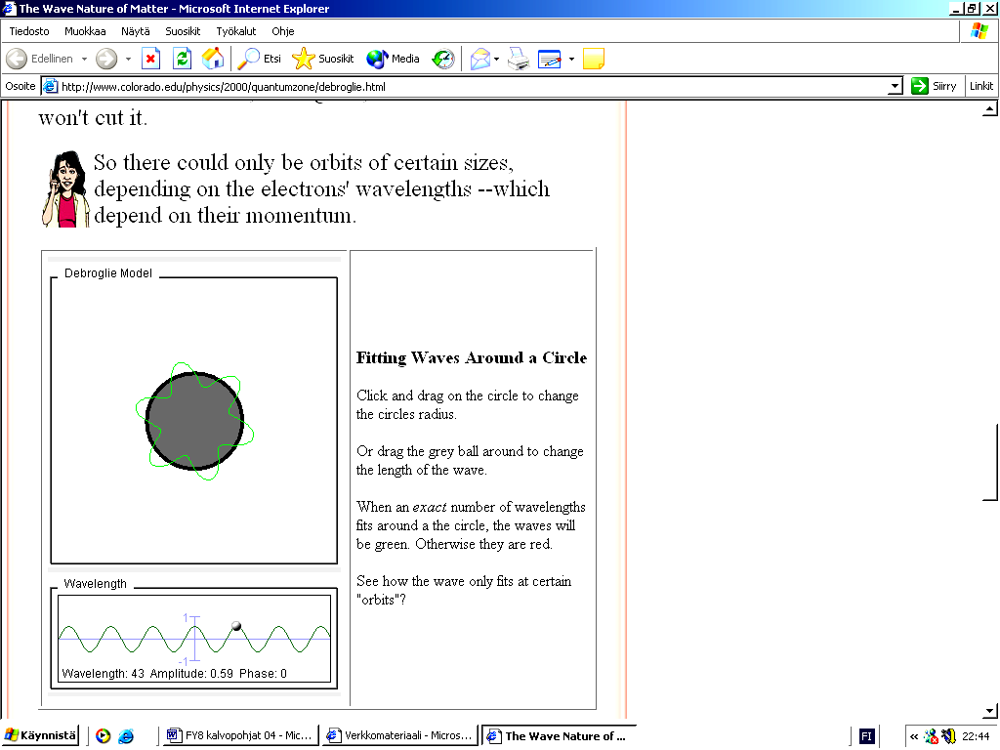 The Wave Nature of Matter - Microsoft Internet Explorer
Tiedosto Muokkaa Näytä Suosikit Työkalut Ohje
Edellinen Etsi Suosikit Media
Osoite http://www.colorado.edu/physics/2000/quantumzone/debroglie.html Siirry Linkit
won't cut it.
So there could only be orbits of certain sizes,
depending on the electrons' wavelengths --which
depend on their momentum.
Debroglie Model
Fitting Waves Around a Circle
Click and drag on the circle to change
the circles radius.
Or drag the grey ball around to change
the length of the wave.
When an exact number of wavelengths
fits around a the circle, the waves will
be green. Otherwise they are red.
See how the wave only fits at certain
"orbits"?
Wavelength
1
-1
Wavelength: 43 Amplitude: 0.59 Phase: 0
Käynnistä FY8 kalvopohjat 04 - Mic... Verkkomateriaali - Micros... The Wave Nature of ... FI « 22:44